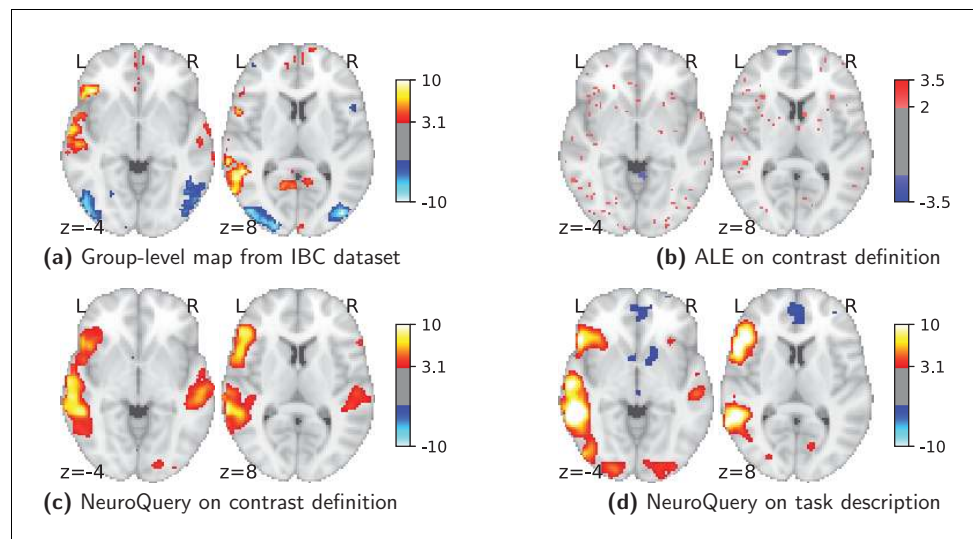 L R
10
3.1
-10
z=-4 z=8
(a) Group-level map from IBC dataset
L R
3.5
2
-3.5
z=-4 z=8
(b) ALE on contrast definition
L R
10
3.1
-10
z=-4 z=8
(c) NeuroQuery on contrast definition
L R
10
3.1
-10
z=-4 z=8
(d) NeuroQuery on task description